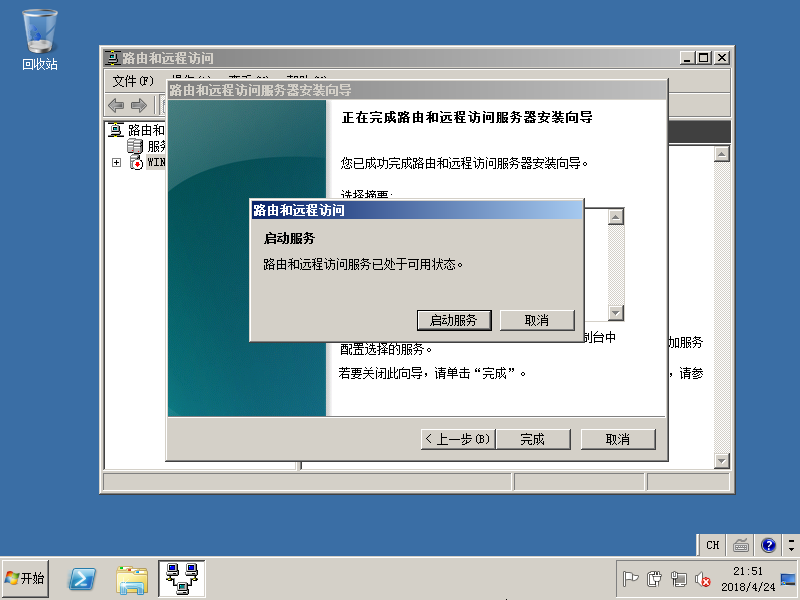 回收站
路由和远程访问
文件(F)
路由和远程访问服务器安装向导
路由和
服务
WIN
正在完成路由和远程访问服务器安装向导
您已成功完成路由和远程访问服务器安装向导。
选择摘要:
路由和远程访问
启动服务
路由和远程访问服务已处于可用状态。
启动服务
取消
制台中
配置选择的服务。
加服务
若要关闭此向导，请单击“完成”。
，请参
< 上一步(B)
完成
取消
CH
开始
21:51
2018/4/24